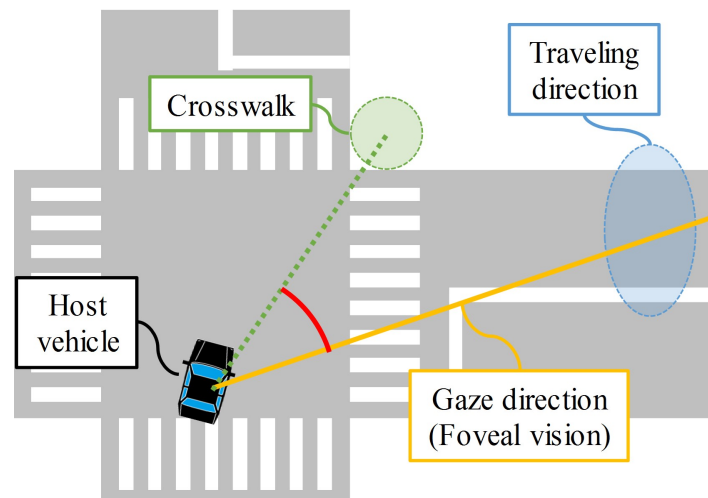 Traveling
direction
Crosswalk
Host
vehicle
Gaze direction
(Foveal vision)